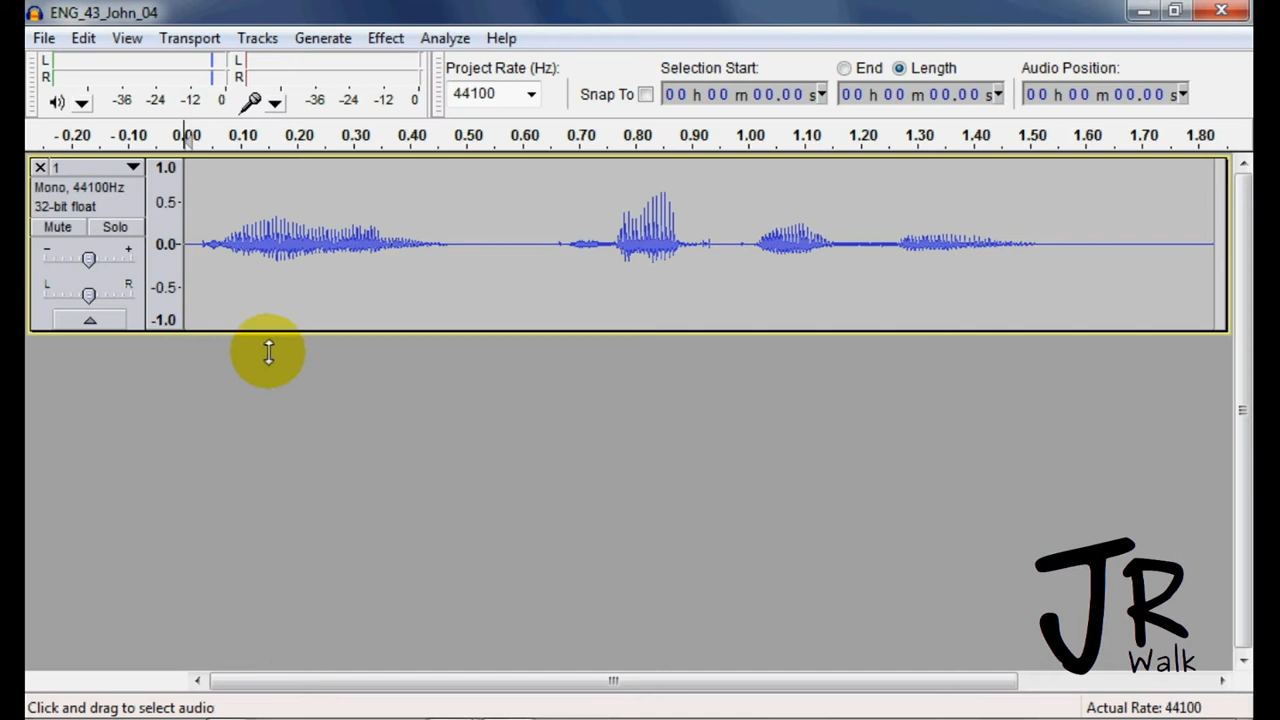 ENG_43_John_04
File Edit View Transport Tracks Generate Effect Analyze Help
L L
R R
-36 -24 -12 0 -36 -24 -12 0
Project Rate (Hz): Selection Start: End Length Audio Position:
44100 Snap To 00 h 00 m 00.00 s 00 h 00 m 00.00 s 00 h 00 m 00.00 s
-0.20 -0.10 0.00 0.10 0.20 0.30 0.40 0.50 0.60 0.70 0.80 0.90 1.00 1.10 1.20 1.30 1.40 1.50 1.60 1.70 1.80
1 1.0
Mono, 44100Hz
32-bit float 0.5
Mute Solo
- + 0.0
L R -0.5
-1.0
JR
Walk
Click and drag to select audio Actual Rate: 44100